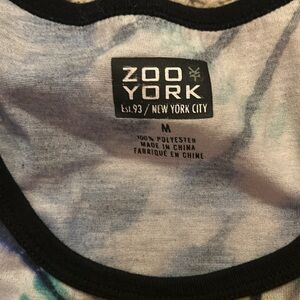 ZOO
YORK
Est.93 / NEW YORK CITY
M
100% POLYESTER
MADE IN CHINA
FABRIQUÉ EN CHINE